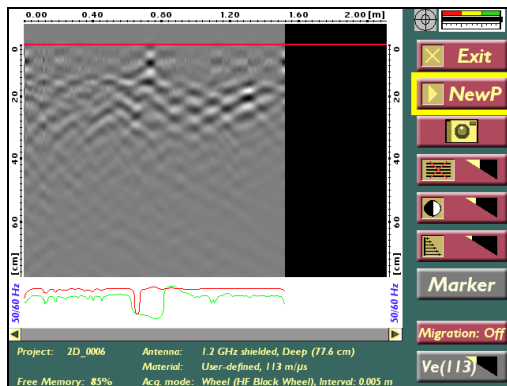 0.00 0.40 0.80 1.20 1.60 2.00 [m]
0 20 40 60 [cm]
0 20 40 60 [cm]
50/60 Hz
50/60 Hz
Exit
NewP
Marker
Migration: Off
Ve(113)
Project: 2D_0006 Antenna: 1.2 GHz shielded, Deep (77.6 cm)
Material: User-defined, 113 m/µs
Free Memory: 85% Acq. mode: Wheel (HF Black Wheel), Interval: 0.005 m